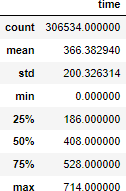 time
count 306534.000000
mean 366.382940
std 200.326314
min 0.000000
25% 186.000000
50% 408.000000
75% 528.000000
max 714.000000